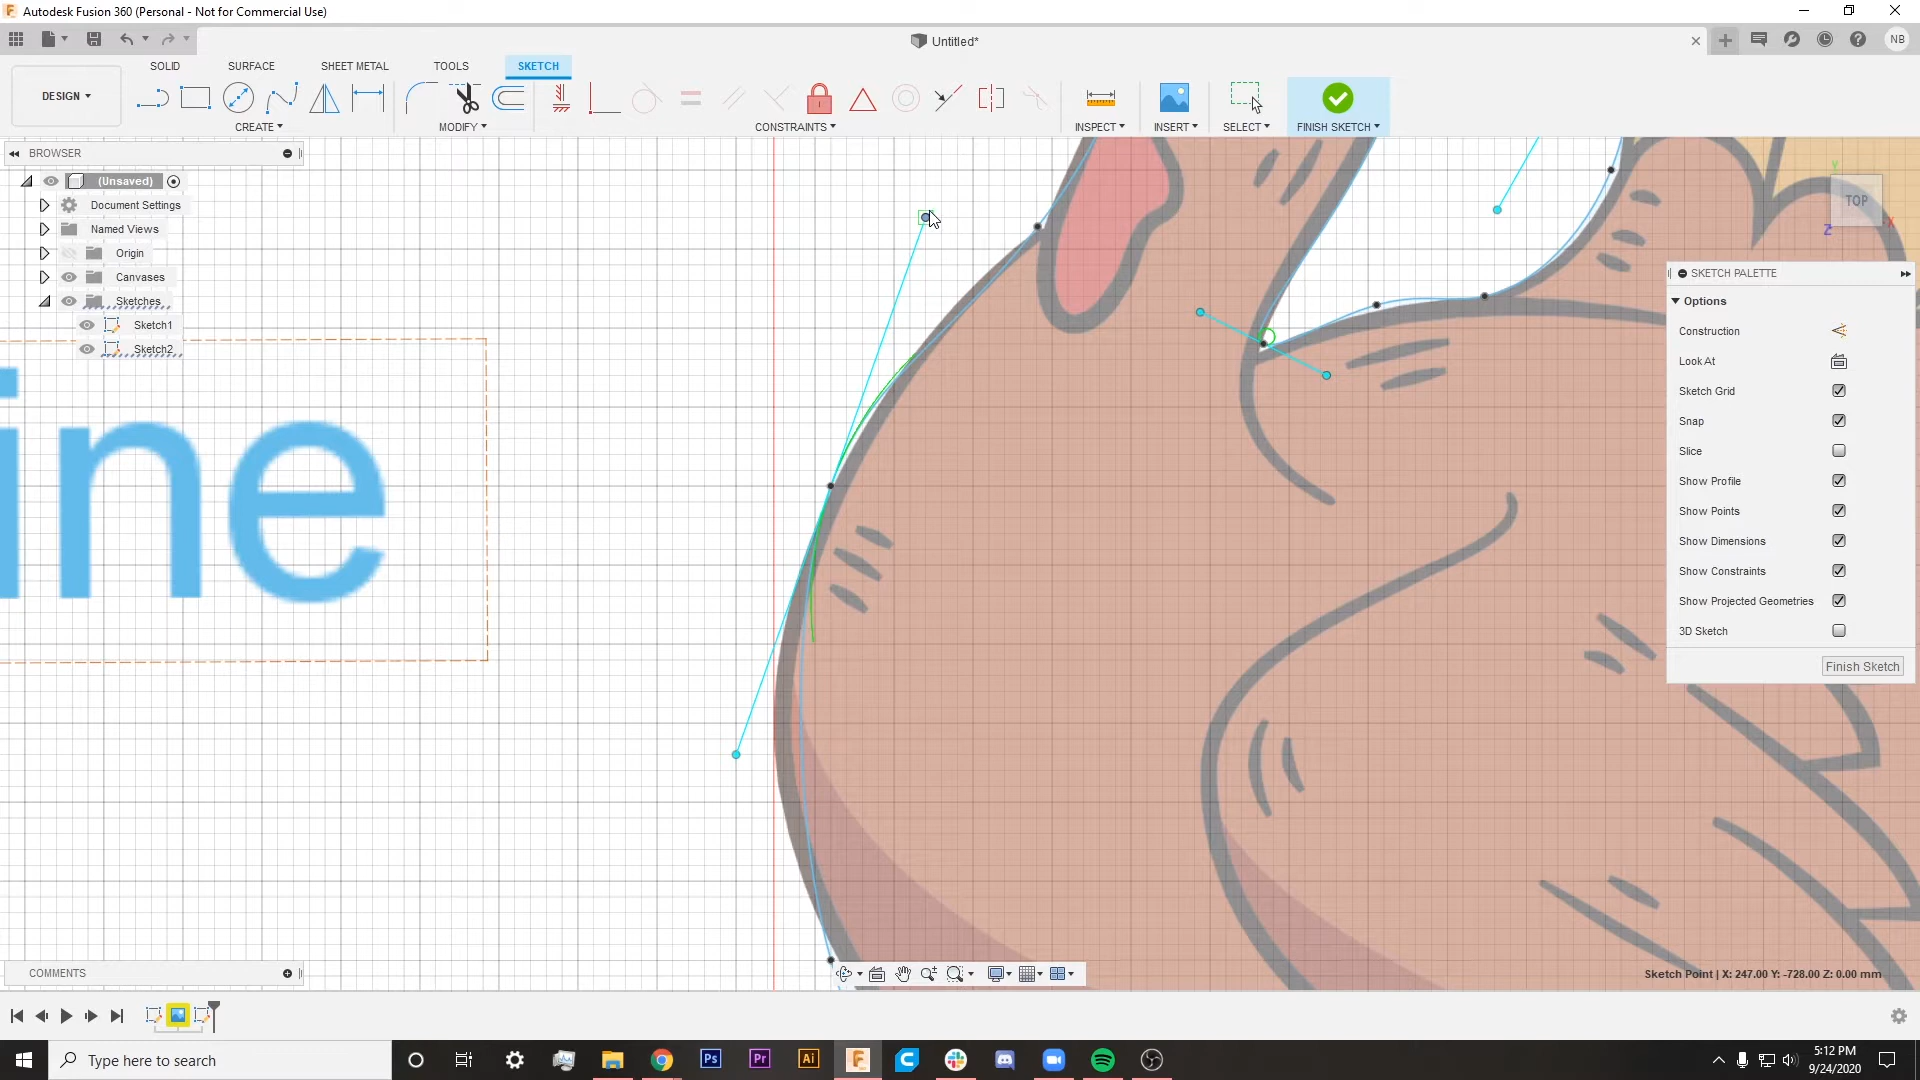 Autodesk Fusion 360 (Personal - Not for Commercial Use)
Untitled*
NB
SOLID
SURFACE
SHEET METAL
TOOLS
SKETCH
DESIGN
CREATE
MODIFY
CONSTRAINTS
INSPECT
INSERT
SELECT
FINISH SKETCH
BROWSER
(Unsaved)
Document Settings
Named Views
Origin
Canvases
Sketches
Sketch1
Sketch2
ine
TOP
Y
X
Z
SKETCH PALETTE
Options
Construction
Look At
Sketch Grid
Snap
Slice
Show Profile
Show Points
Show Dimensions
Show Constraints
Show Projected Geometries
3D Sketch
Finish Sketch
COMMENTS
Sketch Point | X: 247.00 Y: -728.00 Z: 0.00 mm
Type here to search
Ps
Pr
Ai
5:12 PM
9/24/2020